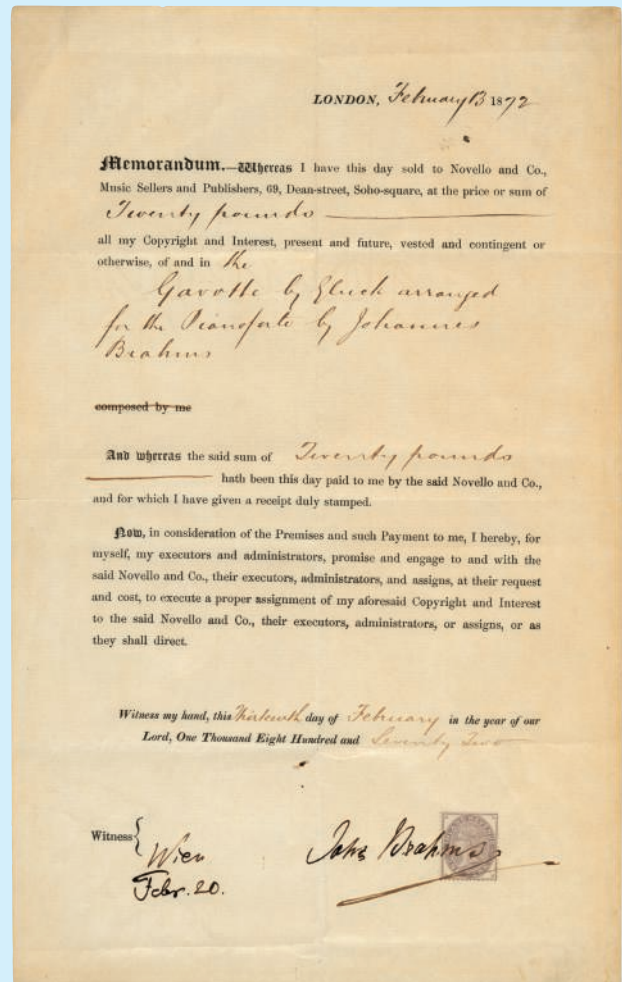 LONDON, February 13 1872
Memorandum.—Whereas I have this day sold to Novello and Co.,
Music Sellers and Publishers, 69, Dean-street, Soho-square, at the price or sum of
Twenty pounds
all my Copyright and Interest, present and future, vested and contingent or
otherwise, of and in the
Gavotte by Gluck arranged
for the Pianoforte by Johannes
Brahms
composed by me
And whereas the said sum of Twenty pounds
hath been this day paid to me by the said Novello and Co.,
and for which I have given a receipt duly stamped.
Now, in consideration of the Premises and such Payment to me, I hereby, for
myself, my executors and administrators, promise and engage to and with the
said Novello and Co., their executors, administrators, and assigns, at their request
and cost, to execute a proper assignment of my aforesaid Copyright and Interest
to the said Novello and Co., their executors, administrators, or assigns, or as
they shall direct.
Witness my hand, this Thirteenth day of February in the year of our
Lord, One Thousand Eight Hundred and Seventy Two
Witness { Wien Johs Brahms
Febr. 20.